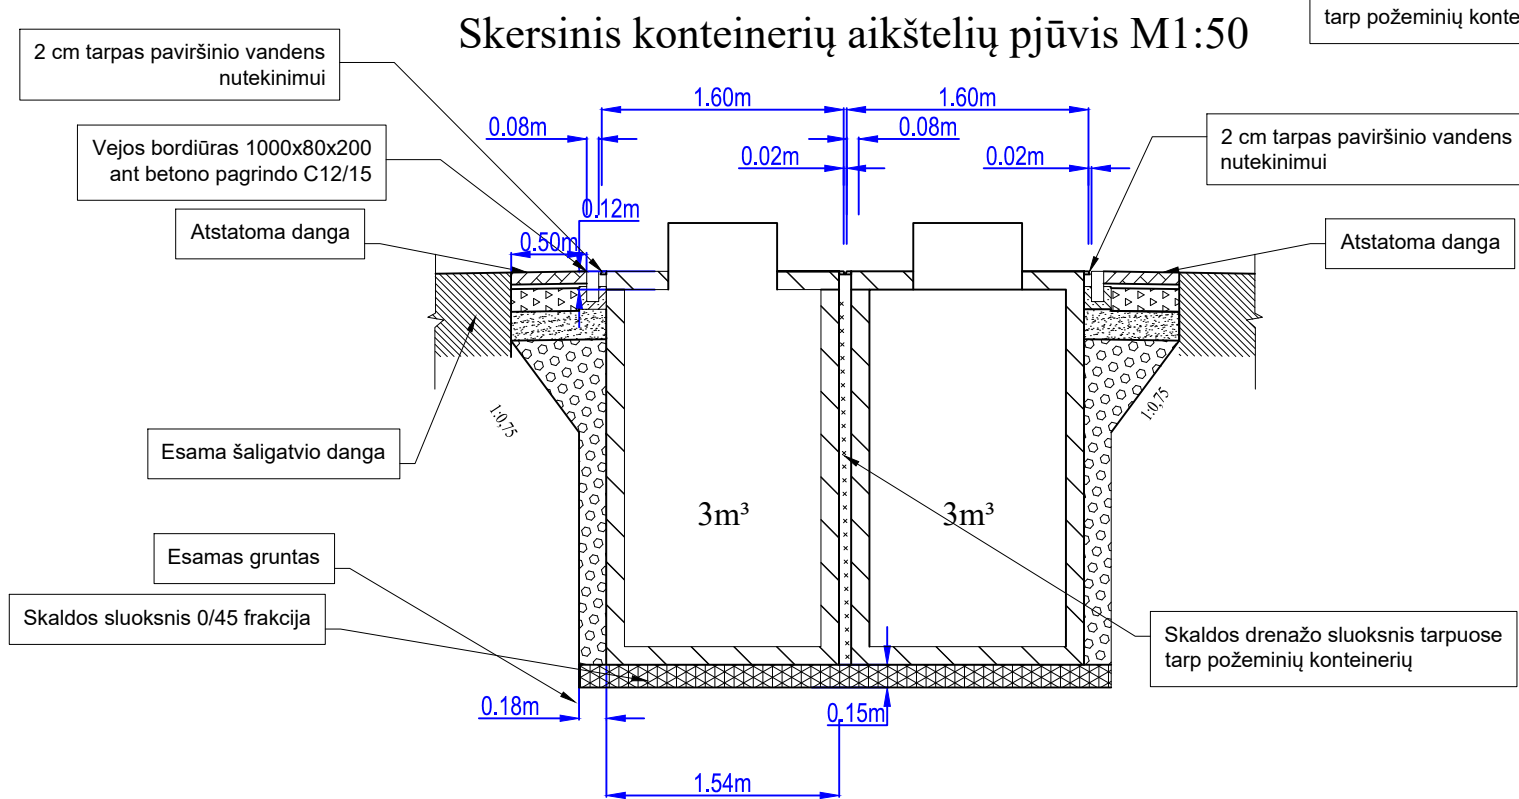 Skersinis konteinerių aikštelių pjūvis M1:50
tarp požeminių konte
2 cm tarpas paviršinio vandens
nutekinimui
1.60m
1.60m
0.08m
0.08m
2 cm tarpas paviršinio vandens
nutekinimui
Vejos bordiūras 1000x80x200
ant betono pagrindo C12/15
0.02m
0.02m
0.12m
Atstatoma danga
0.50m
Atstatoma danga
1:0,75
1:0,75
Esama šaligatvio danga
3m³
3m³
Esamas gruntas
Skaldos sluoksnis 0/45 frakcija
Skaldos drenažo sluoksnis tarpuose
tarp požeminių konteinerių
0.18m
0.15m
1.54m